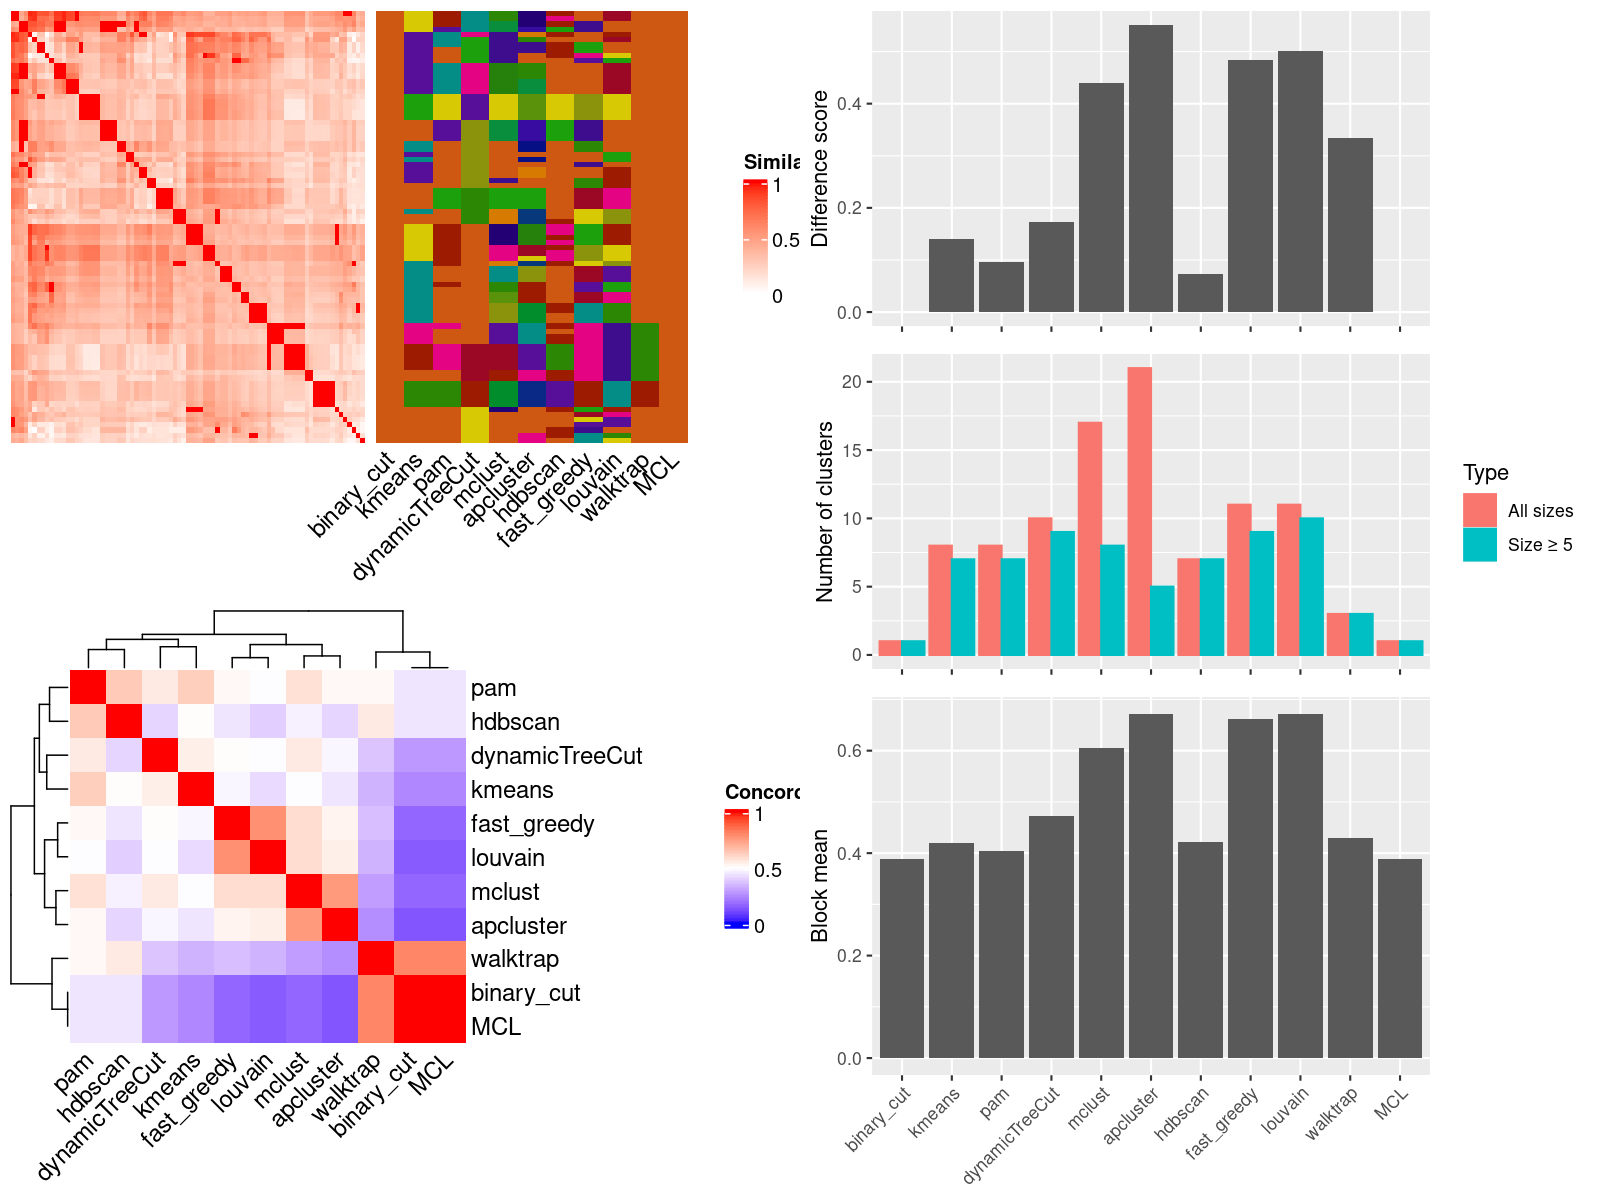 Simila
1
0.5
0
binary_cut
kmeans
pam
dynamicTreeCut
mclust
apcluster
hdbscan
fast_greedy
louvain
walktrap
MCL
Difference score
0.4
0.2
0.0
Number of clusters
20
15
10
5
0
Type
All sizes
Size ≥ 5
pam
hdbscan
dynamicTreeCut
kmeans
fast_greedy
louvain
mclust
apcluster
walktrap
binary_cut
MCL
pam
hdbscan
dynamicTreeCut
kmeans
fast_greedy
louvain
mclust
apcluster
walktrap
binary_cut
MCL
Concord
1
0.5
0
Block mean
0.6
0.4
0.2
0.0
binary_cut
kmeans
pam
dynamicTreeCut
mclust
apcluster
hdbscan
fast_greedy
louvain
walktrap
MCL